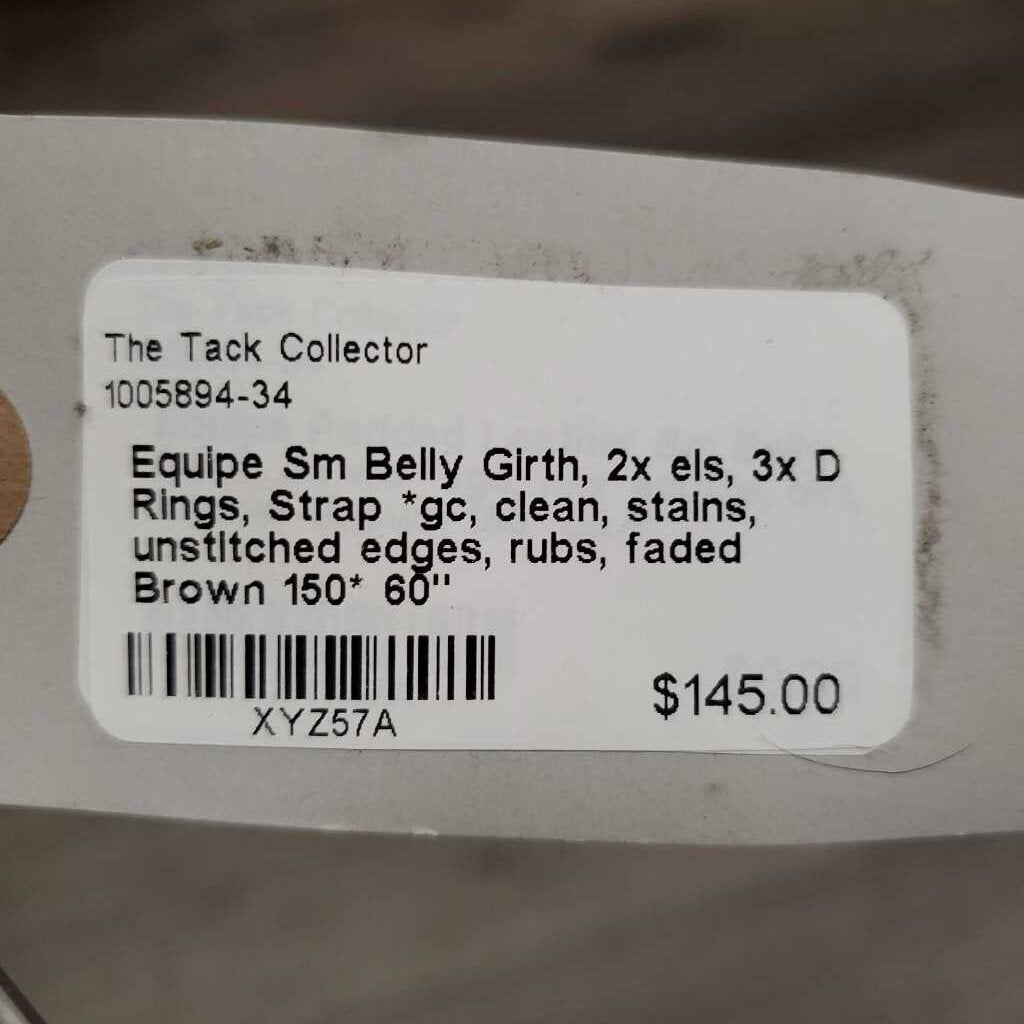 The Tack Collector
1005894-34
Equipe Sm Belly Girth, 2x els, 3x D
Rings, Strap *gc, clean, stains,
unstitched edges, rubs, faded
Brown 150* 60"
XYZ57A
$145.00